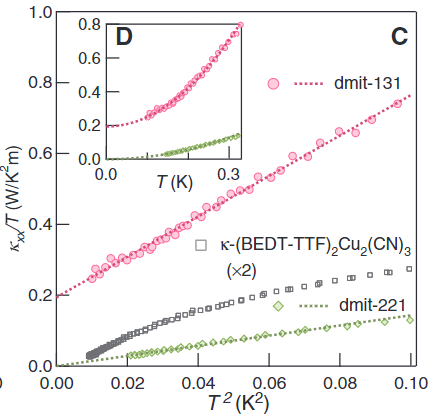 1.0
0.8
0.6
0.4
0.2
0.0
κxx/T (W/K²m)
0.00
0.02
0.04
0.06
0.08
0.10
T² (K²)
D
C
0.8
0.6
0.4
0.2
0.0
0.0
0.3
T (K)
dmit-131
κ-(BEDT-TTF)₂Cu₂(CN)₃
(×2)
dmit-221
0